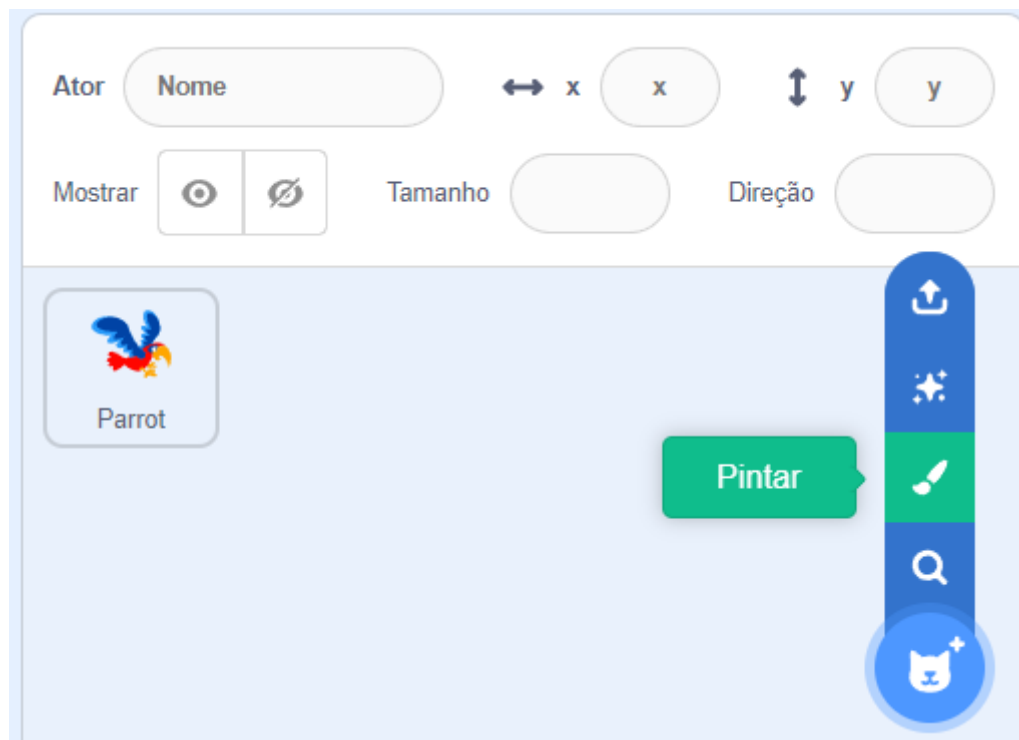 Ator Nome x x y y
Mostrar Tamanho Direção
Parrot
Pintar